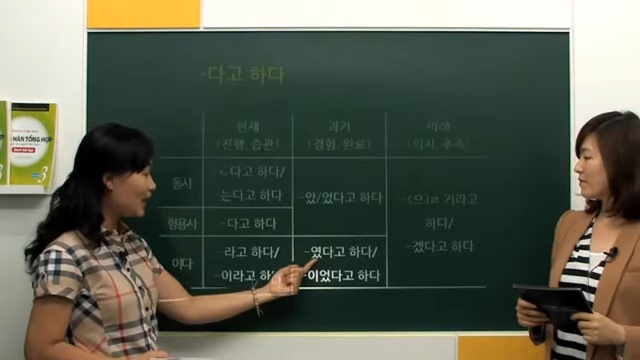 -다고 하다
현재 과거 미래
(진행, 습관) (경험, 완료) (의지, 추측)
동사
-ㄴ다고 하다/
-는다고 하다
-았/었다고 하다
-(으)ㄹ 거라고
하다/
-겠다고 하다
형용사
-다고 하다
이다
-라고 하다/
-이라고 하다
-였다고 하다/
-이었다고 하다
HÀN TỔNG HỢP
3